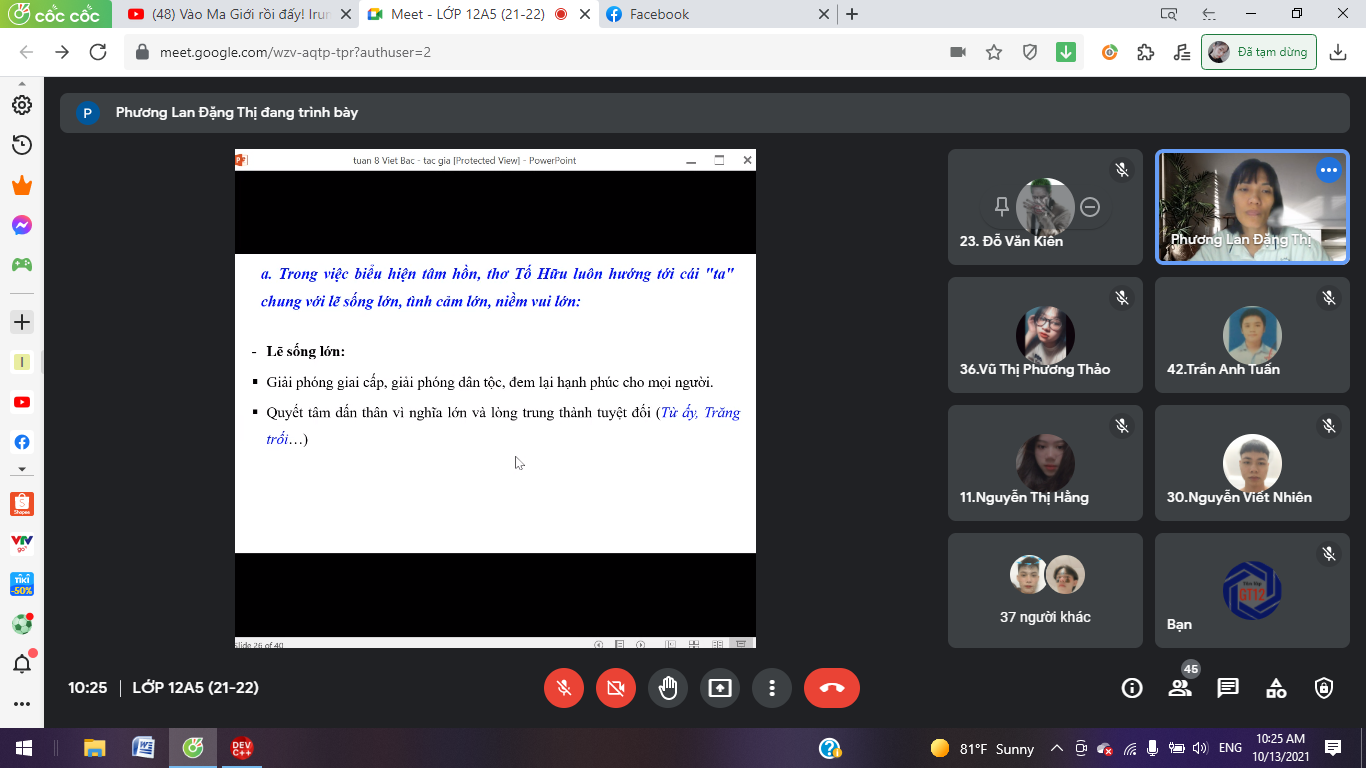 cốc cốc
(48) Vào Ma Giới rồi đấy! Irur
Meet - LỚP 12A5 (21-22)
Facebook
meet.google.com/wzv-aqtp-tpr?authuser=2
Đã tạm dừng
P
Phương Lan Đặng Thị đang trình bày
tuan 8 Viet Bac - tac gia [Protected View] - PowerPoint
a. Trong việc biểu hiện tâm hồn, thơ Tố Hữu luôn hướng tới cái "ta"
chung với lẽ sống lớn, tình cảm lớn, niềm vui lớn:
- Lẽ sống lớn:
▪ Giải phóng giai cấp, giải phóng dân tộc, đem lại hạnh phúc cho mọi người.
▪ Quyết tâm dấn thân vì nghĩa lớn và lòng trung thành tuyệt đối (Từ ấy, Trăng
trối…)
Slide 26 of 40
23. Đỗ Văn Kiên
Phương Lan Đặng Thị
36.Vũ Thị Phương Thảo
42.Trần Anh Tuấn
11.Nguyễn Thị Hằng
30.Nguyễn Viết Nhiên
37 người khác
GT12
Bạn
I
Shopee
VTV
go
TIKI
-50%
10:25
LỚP 12A5 (21-22)
45
W
DEV
C++
81°F Sunny
ENG
10:25 AM
10/13/2021